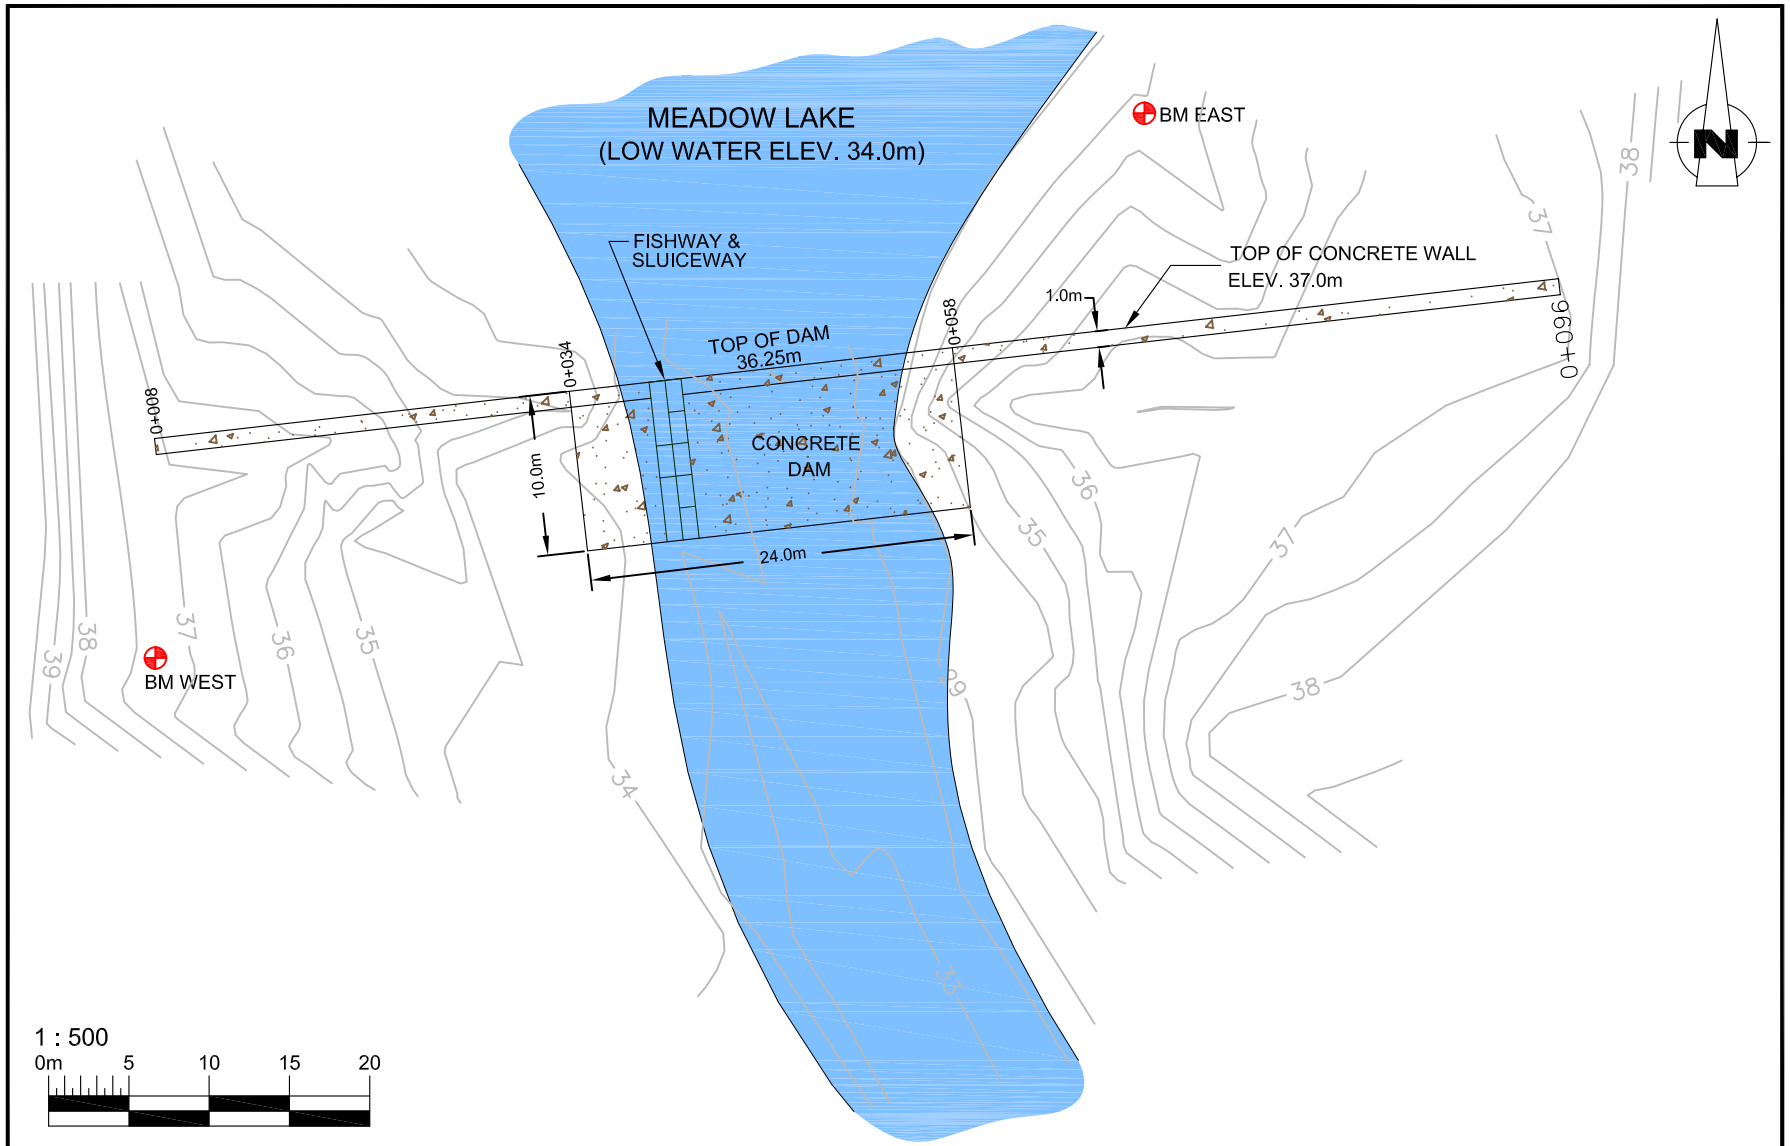 MEADOW LAKE
(LOW WATER ELEV. 34.0m)
BM EAST
N
38
37
FISHWAY &
SLUICEWAY
TOP OF CONCRETE WALL
ELEV. 37.0m
1.0m
0+058
0+096
TOP OF DAM
36.25m
0+034
0+008
CONCRETE
DAM
10.0m
24.0m
36
35
37
38
39
38
37
36
35
BM WEST
34
33
1 : 500
0m 5 10 15 20